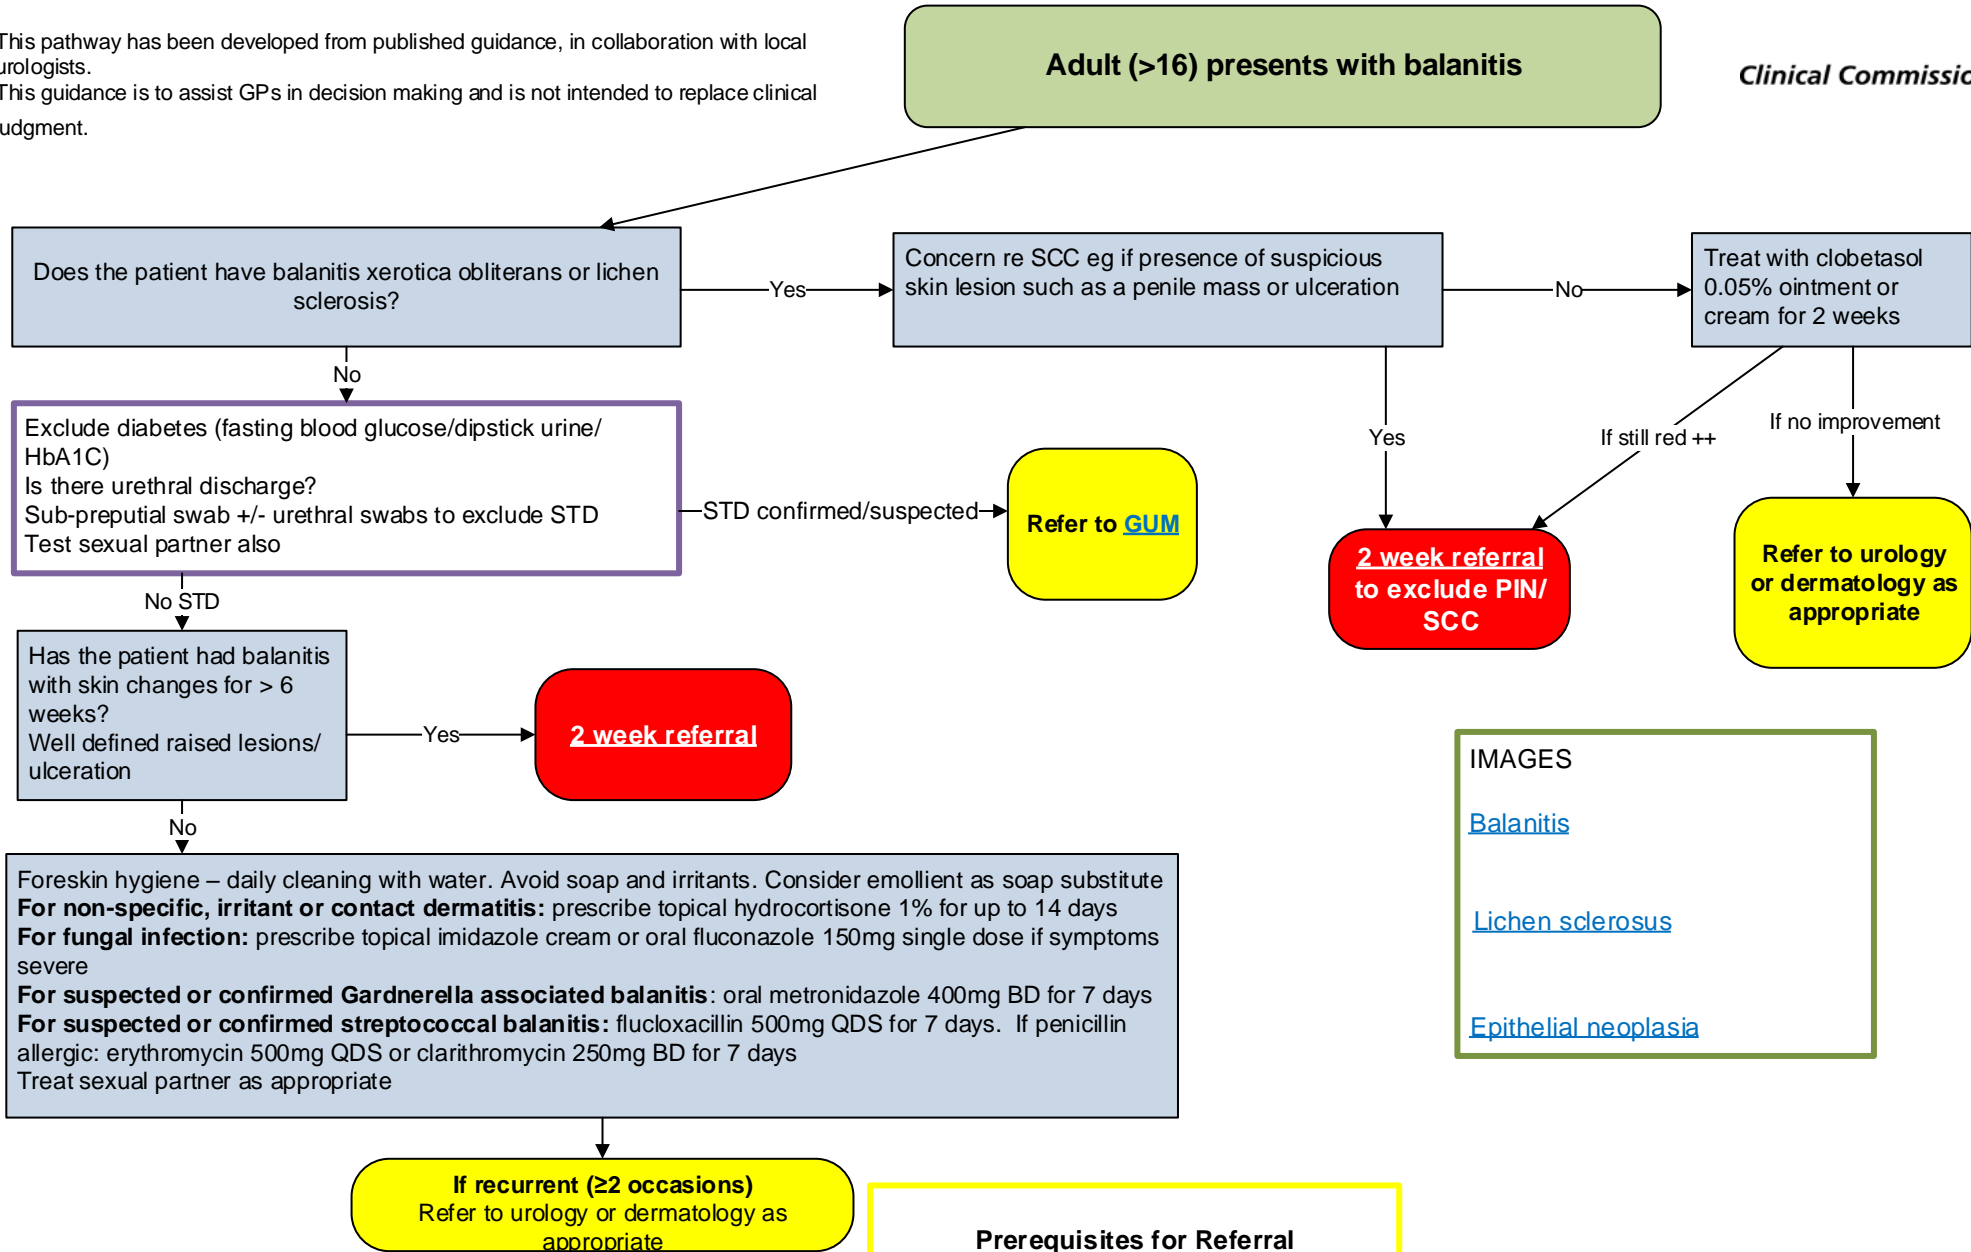 This pathway has been developed from published guidance, in collaboration with local
urologists.
This guidance is to assist GPs in decision making and is not intended to replace clinical
judgment.
Adult (>16) presents with balanitis
Clinical Commissio
Does the patient have balanitis xerotica obliterans or lichen
sclerosis?
Yes
Concern re SCC eg if presence of suspicious
skin lesion such as a penile mass or ulceration
No
Treat with clobetasol
0.05% ointment or
cream for 2 weeks
No
Exclude diabetes (fasting blood glucose/dipstick urine/
HbA1C)
Is there urethral discharge?
Sub-preputial swab +/- urethral swabs to exclude STD
Test sexual partner also
STD confirmed/suspected
Refer to GUM
Yes
If still red ++
If no improvement
2 week referral
to exclude PIN/
SCC
Refer to urology
or dermatology as
appropriate
No STD
Has the patient had balanitis
with skin changes for > 6
weeks?
Well defined raised lesions/
ulceration
Yes
2 week referral
No
IMAGES
Balanitis
Lichen sclerosus
Epithelial neoplasia
Foreskin hygiene – daily cleaning with water. Avoid soap and irritants. Consider emollient as soap substitute
For non-specific, irritant or contact dermatitis: prescribe topical hydrocortisone 1% for up to 14 days
For fungal infection: prescribe topical imidazole cream or oral fluconazole 150mg single dose if symptoms
severe
For suspected or confirmed Gardnerella associated balanitis: oral metronidazole 400mg BD for 7 days
For suspected or confirmed streptococcal balanitis: flucloxacillin 500mg QDS for 7 days. If penicillin
allergic: erythromycin 500mg QDS or clarithromycin 250mg BD for 7 days
Treat sexual partner as appropriate
If recurrent (≥2 occasions)
Refer to urology or dermatology as
appropriate
Prerequisites for Referral